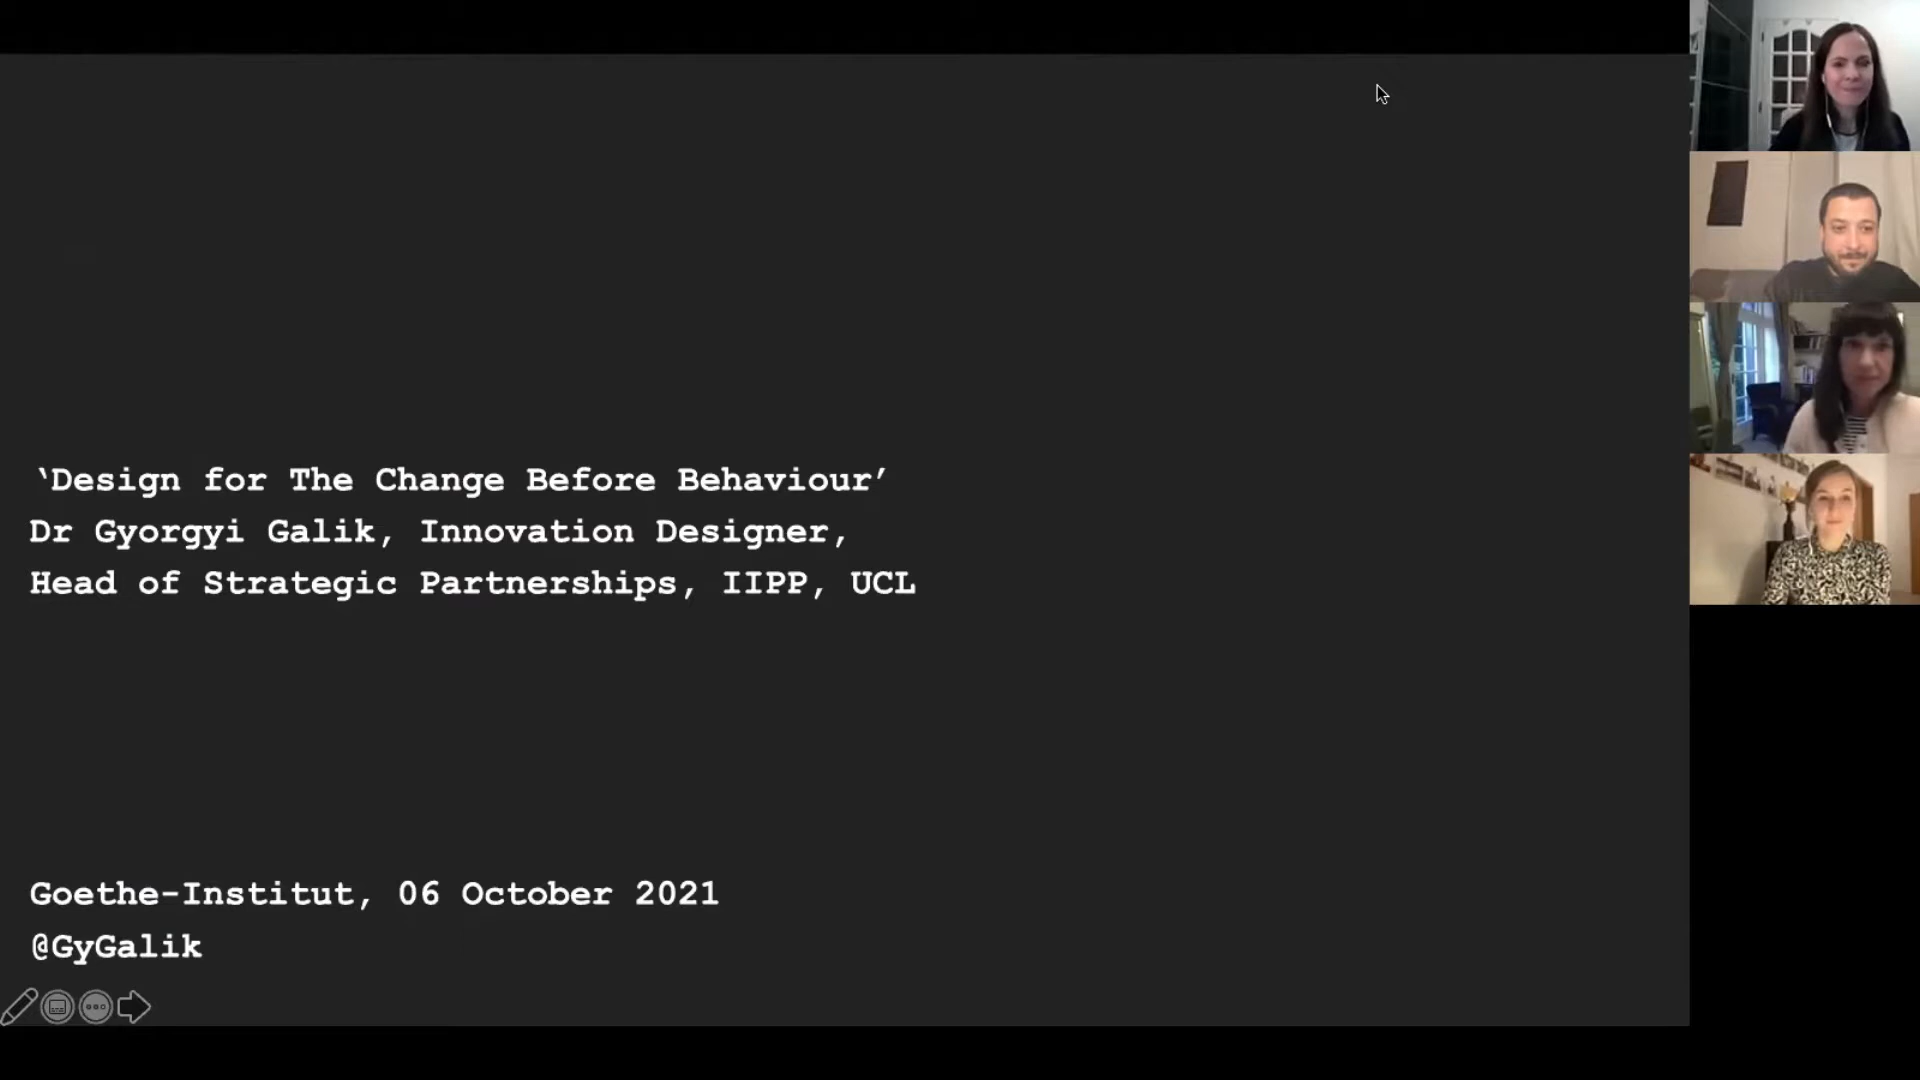 ‘Design for The Change Before Behaviour’
Dr Gyorgyi Galik, Innovation Designer,
Head of Strategic Partnerships, IIPP, UCL
Goethe-Institut, 06 October 2021
@GyGalik